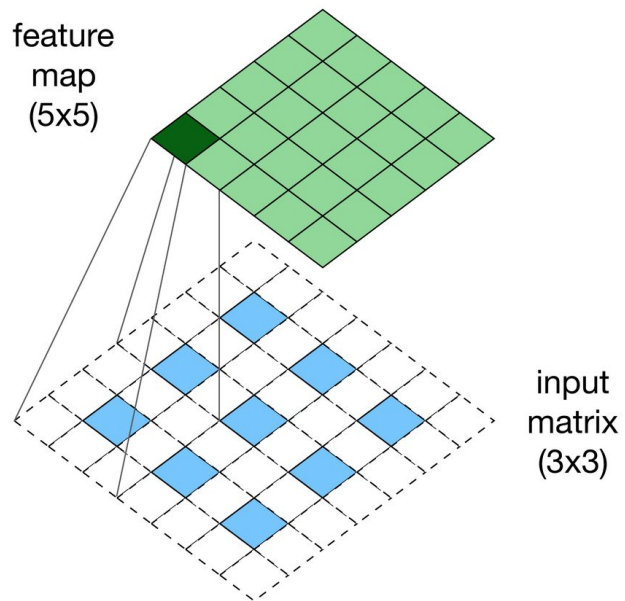 feature
map
(5x5)
input
matrix
(3x3)